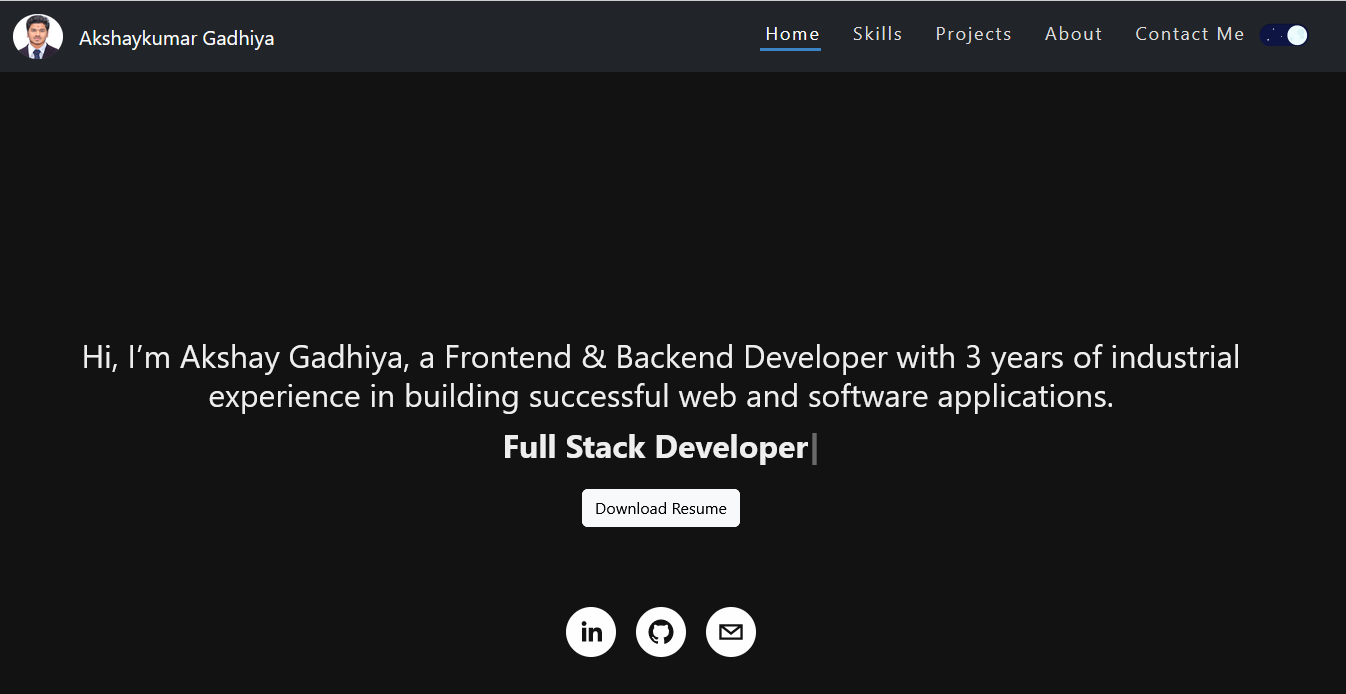 Akshaykumar Gadhiya
Home
Skills
Projects
About
Contact Me
Hi, I’m Akshay Gadhiya, a Frontend & Backend Developer with 3 years of industrial
experience in building successful web and software applications.
Full Stack Developer|
Download Resume
in